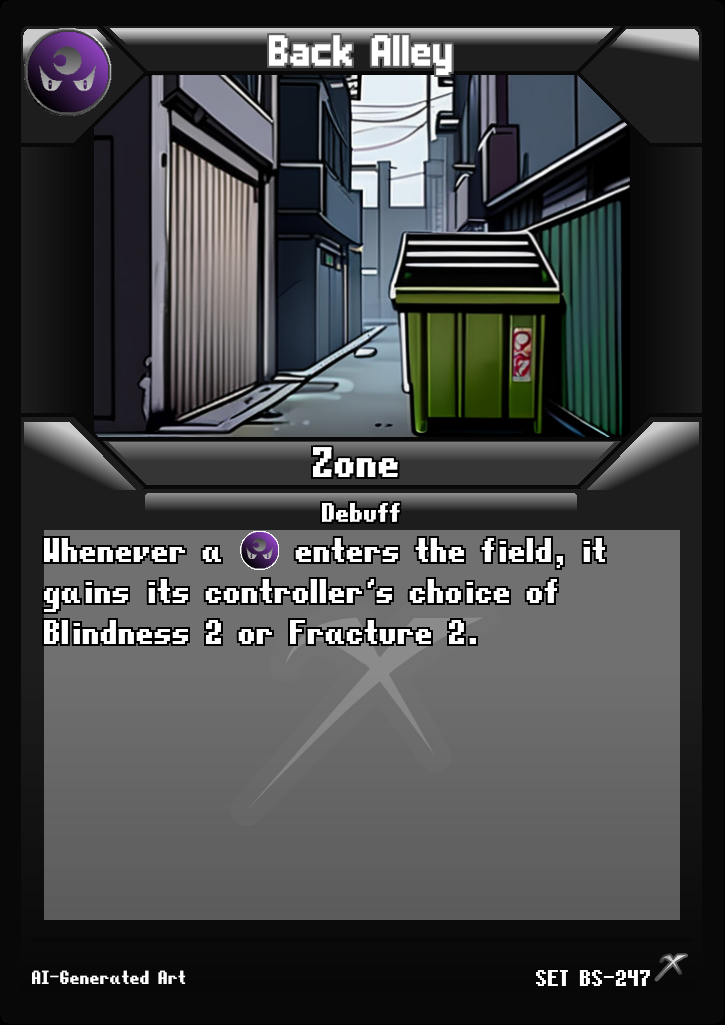 Back Alley
Zone
Debuff
Whenever a enters the field, it
gains its controller's choice of
Blindness 2 or Fracture 2.
AI-Generated Art
SET BS-247